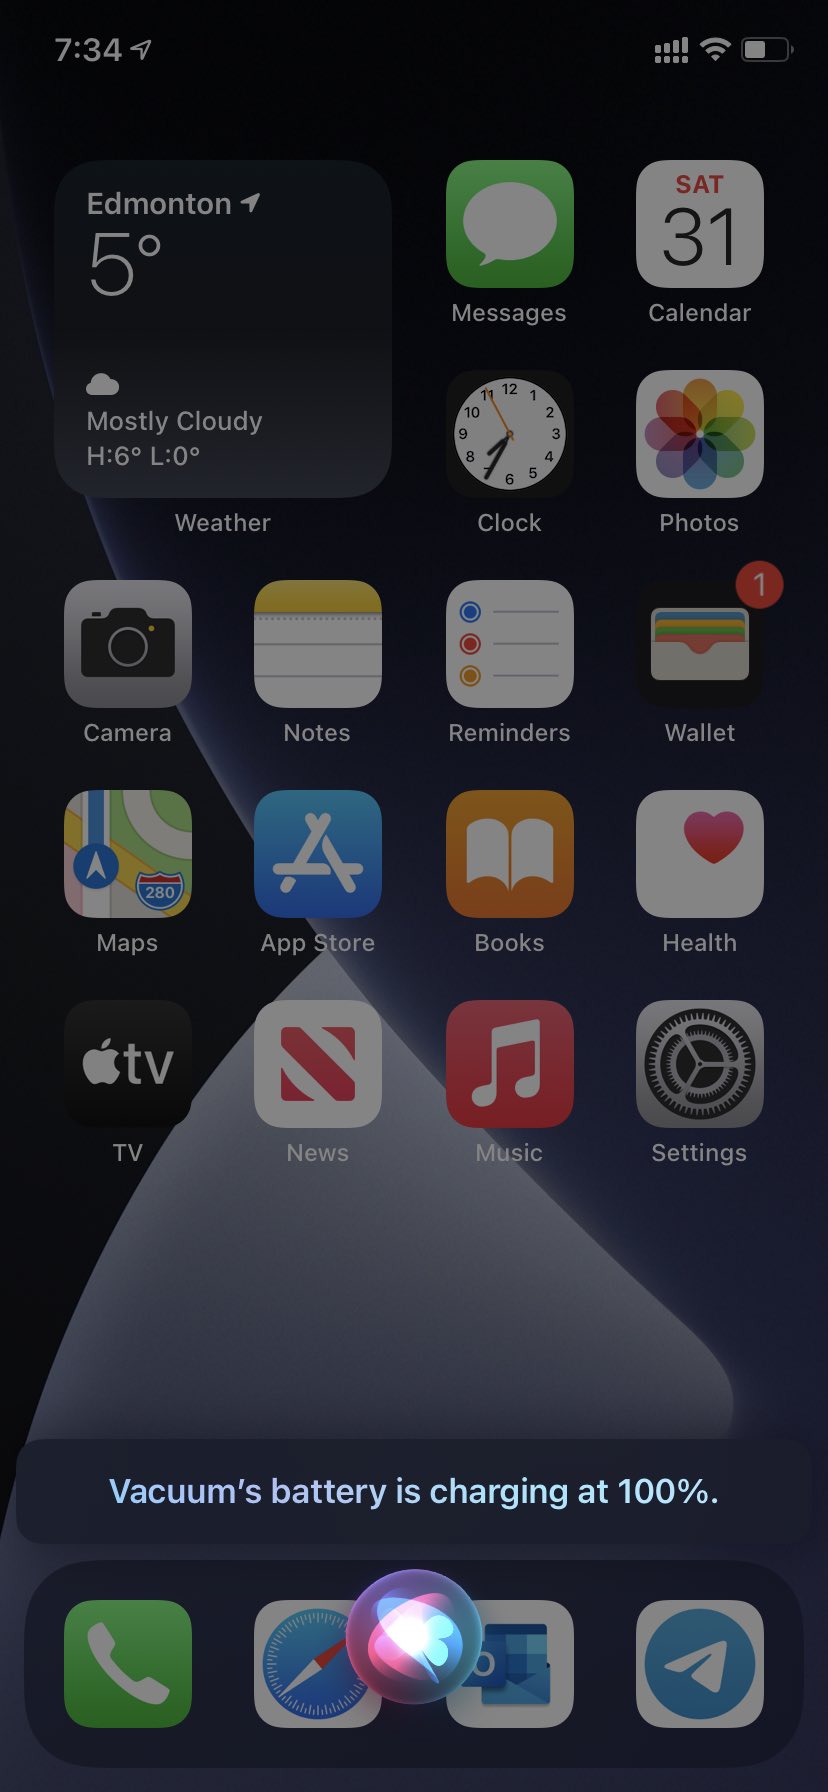 7:34
Edmonton
5°
Mostly Cloudy
H:6° L:0°
Weather
Messages
SAT
31
Calendar
12
1
2
3
4
5
6
7
8
9
10
11
Clock
Photos
Camera
Notes
Reminders
1
Wallet
280
Maps
App Store
Books
Health
tv
TV
News
Music
Settings
Vacuum’s battery is charging at 100%.
O